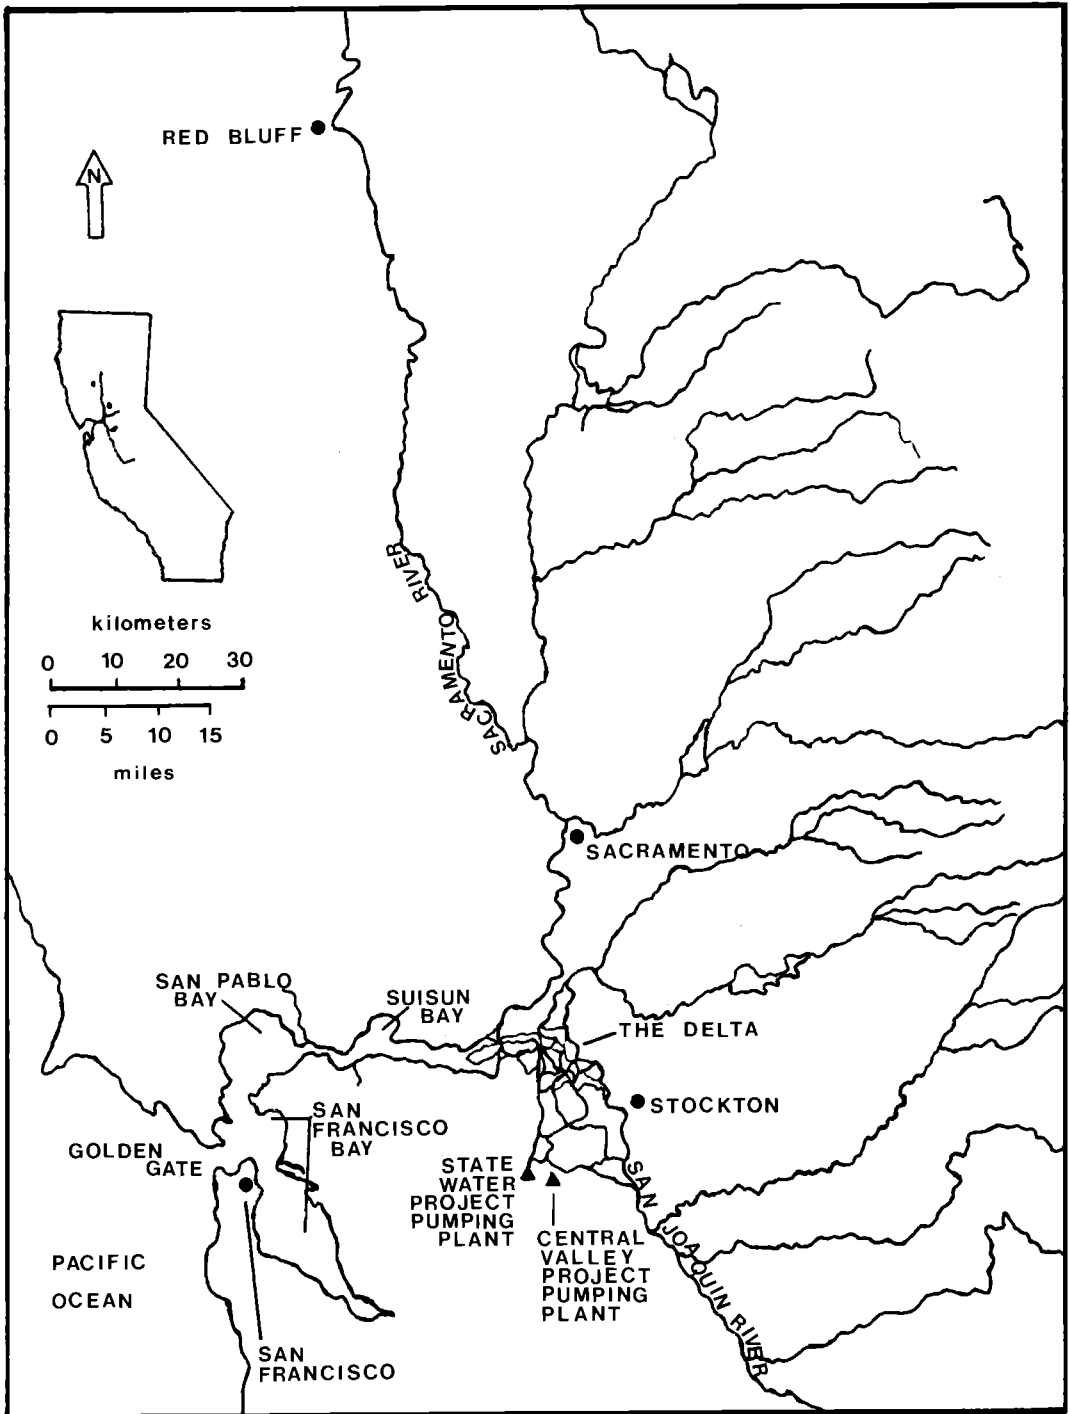 RED BLUFF
N
kilometers
0 10 20 30
0 5 10 15
miles
SACRAMENTO RIVER
SACRAMENTO
SAN PABLO
BAY
SUISUN
BAY
THE DELTA
STOCKTON
SAN
FRANCISCO
BAY
GOLDEN
GATE
STATE
WATER
PROJECT
PUMPING
PLANT
CENTRAL
VALLEY
PROJECT
PUMPING
PLANT
SAN JOAQUIN RIVER
PACIFIC
OCEAN
SAN
FRANCISCO